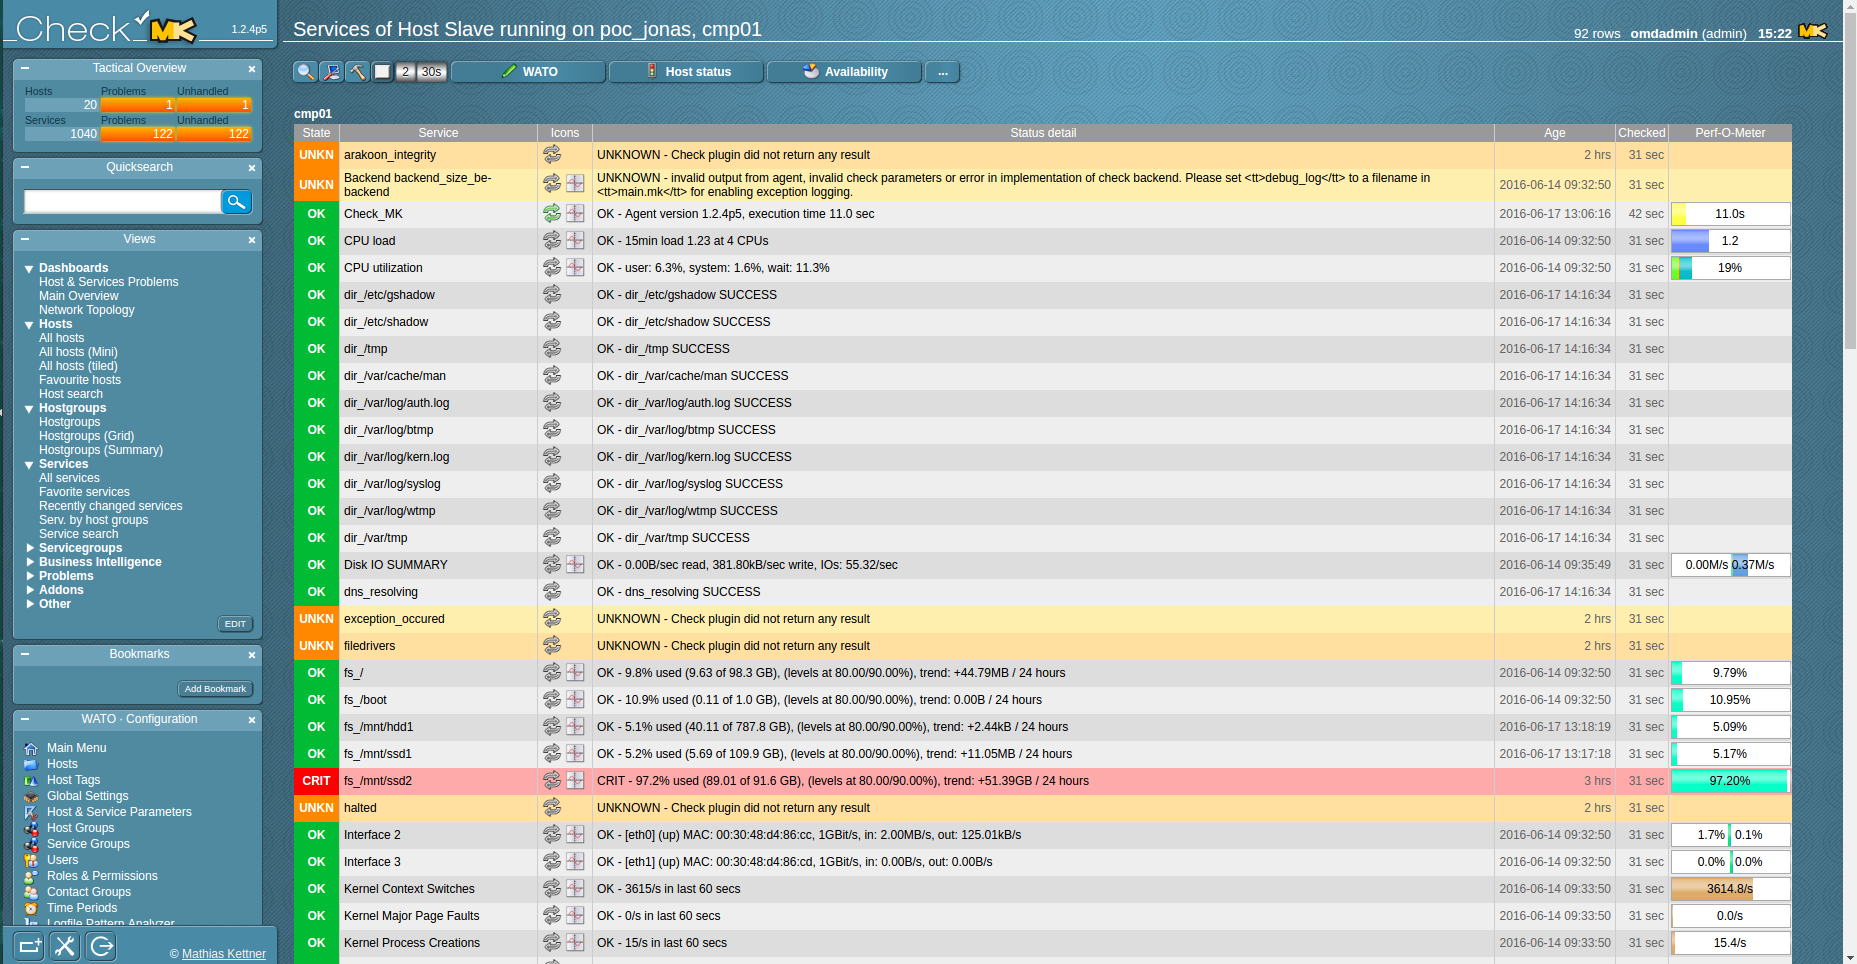 Check MK 1.2.4p5
Services of Host Slave running on poc_jonas, cmp01
92 rows omdadmin (admin) 15:22
Tactical Overview
Hosts Problems Unhandled
20 1 1
Services Problems Unhandled
1040 122 122
Quicksearch
Views
Dashboards
Host & Services Problems
Main Overview
Network Topology
Hosts
All hosts
All hosts (Mini)
All hosts (tiled)
Favourite hosts
Host search
Hostgroups
Hostgroups
Hostgroups (Grid)
Hostgroups (Summary)
Services
All services
Favorite services
Recently changed services
Serv. by host groups
Service search
Servicegroups
Business Intelligence
Problems
Addons
Other
EDIT
Bookmarks
Add Bookmark
WATO · Configuration
Main Menu
Hosts
Host Tags
Global Settings
Host & Service Parameters
Host Groups
Service Groups
Users
Roles & Permissions
Contact Groups
Time Periods
Logfile Pattern Analyzer
© Mathias Kettner
2 30s WATO Host status Availability ...
cmp01
State Service Icons Status detail Age Checked Perf-O-Meter
UNKN arakoon_integrity UNKNOWN - Check plugin did not return any result 2 hrs 31 sec
UNKN Backend backend_size_be-backend UNKNOWN - invalid output from agent, invalid check parameters or error in implementation of check backend. Please set <tt>debug_log</tt> to a filename in <tt>main.mk</tt> for enabling exception logging. 2016-06-14 09:32:50 31 sec
OK Check_MK OK - Agent version 1.2.4p5, execution time 11.0 sec 2016-06-17 13:06:16 42 sec 11.0s
OK CPU load OK - 15min load 1.23 at 4 CPUs 2016-06-14 09:32:50 31 sec 1.2
OK CPU utilization OK - user: 6.3%, system: 1.6%, wait: 11.3% 2016-06-14 09:32:50 31 sec 19%
OK dir_/etc/gshadow OK - dir_/etc/gshadow SUCCESS 2016-06-17 14:16:34 31 sec
OK dir_/etc/shadow OK - dir_/etc/shadow SUCCESS 2016-06-17 14:16:34 31 sec
OK dir_/tmp OK - dir_/tmp SUCCESS 2016-06-17 14:16:34 31 sec
OK dir_/var/cache/man OK - dir_/var/cache/man SUCCESS 2016-06-17 14:16:34 31 sec
OK dir_/var/log/auth.log OK - dir_/var/log/auth.log SUCCESS 2016-06-17 14:16:34 31 sec
OK dir_/var/log/btmp OK - dir_/var/log/btmp SUCCESS 2016-06-17 14:16:34 31 sec
OK dir_/var/log/kern.log OK - dir_/var/log/kern.log SUCCESS 2016-06-17 14:16:34 31 sec
OK dir_/var/log/syslog OK - dir_/var/log/syslog SUCCESS 2016-06-17 14:16:34 31 sec
OK dir_/var/log/wtmp OK - dir_/var/log/wtmp SUCCESS 2016-06-17 14:16:34 31 sec
OK dir_/var/tmp OK - dir_/var/tmp SUCCESS 2016-06-17 14:16:34 31 sec
OK Disk IO SUMMARY OK - 0.00B/sec read, 381.80kB/sec write, IOs: 55.32/sec 2016-06-14 09:35:49 31 sec 0.00M/s 0.37M/s
OK dns_resolving OK - dns_resolving SUCCESS 2016-06-17 14:16:34 31 sec
UNKN exception_occured UNKNOWN - Check plugin did not return any result 2 hrs 31 sec
UNKN filedrivers UNKNOWN - Check plugin did not return any result 2 hrs 31 sec
OK fs_/ OK - 9.8% used (9.63 of 98.3 GB), (levels at 80.00/90.00%), trend: +44.79MB / 24 hours 2016-06-14 09:32:50 31 sec 9.79%
OK fs_/boot OK - 10.9% used (0.11 of 1.0 GB), (levels at 80.00/90.00%), trend: 0.00B / 24 hours 2016-06-14 09:32:50 31 sec 10.95%
OK fs_/mnt/hdd1 OK - 5.1% used (40.11 of 787.8 GB), (levels at 80.00/90.00%), trend: +2.44kB / 24 hours 2016-06-17 13:18:19 31 sec 5.09%
OK fs_/mnt/ssd1 OK - 5.2% used (5.69 of 109.9 GB), (levels at 80.00/90.00%), trend: +11.05MB / 24 hours 2016-06-17 13:17:18 31 sec 5.17%
CRIT fs_/mnt/ssd2 CRIT - 97.2% used (89.01 of 91.6 GB), (levels at 80.00/90.00%), trend: +51.39GB / 24 hours 3 hrs 31 sec 97.20%
UNKN halted UNKNOWN - Check plugin did not return any result 2 hrs 31 sec
OK Interface 2 OK - [eth0] (up) MAC: 00:30:48:d4:86:cc, 1GBit/s, in: 2.00MB/s, out: 125.01kB/s 2016-06-14 09:32:50 31 sec 1.7% 0.1%
OK Interface 3 OK - [eth1] (up) MAC: 00:30:48:d4:86:cd, 1GBit/s, in: 0.00B/s, out: 0.00B/s 2016-06-14 09:32:50 31 sec 0.0% 0.0%
OK Kernel Context Switches OK - 3615/s in last 60 secs 2016-06-14 09:33:50 31 sec 3614.8/s
OK Kernel Major Page Faults OK - 0/s in last 60 secs 2016-06-14 09:33:50 31 sec 0.0/s
OK Kernel Process Creations OK - 15/s in last 60 secs 2016-06-14 09:33:50 31 sec 15.4/s